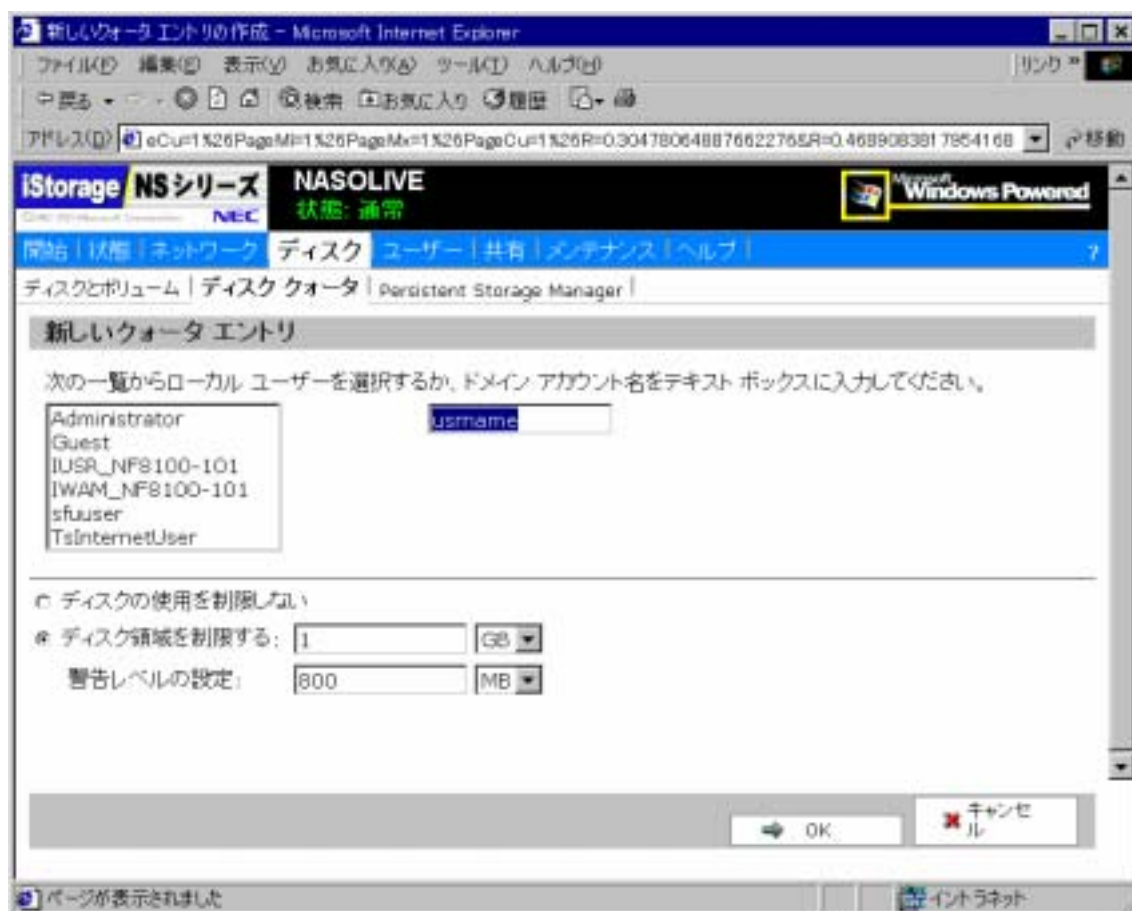 新しいクォータ エントリの作成 - Microsoft Internet Explorer
ファイル(F) 編集(E) 表示(V) お気に入り(A) ツール(T) ヘルプ(H) リンク »
戻る 検索 お気に入り 履歴
アドレス(D) eCu=1%26PageMi=1%26PageMx=1%26PageCu=1%26R=0.30478064887662276&R=0.4689083817854168 移動
iStorage NSシリーズ NASOLIVE Microsoft Windows Powered
NEC 状態: 通常
開始 | 状態 | ネットワーク | ディスク | ユーザー | 共有 | メンテナンス | ヘルプ | ?
ディスクとボリューム | ディスク クォータ | Persistent Storage Manager |
新しいクォータ エントリ
次の一覧からローカル ユーザーを選択するか、ドメイン アカウント名をテキスト ボックスに入力してください。
Administrator usrname
Guest
IUSR_NF8100-101
IWAM_NF8100-101
sfuuser
TsInternetUser
ディスクの使用を制限しない
ディスク領域を制限する: 1 GB
警告レベルの設定: 800 MB
OK キャンセ
ル
ページが表示されました イントラネット